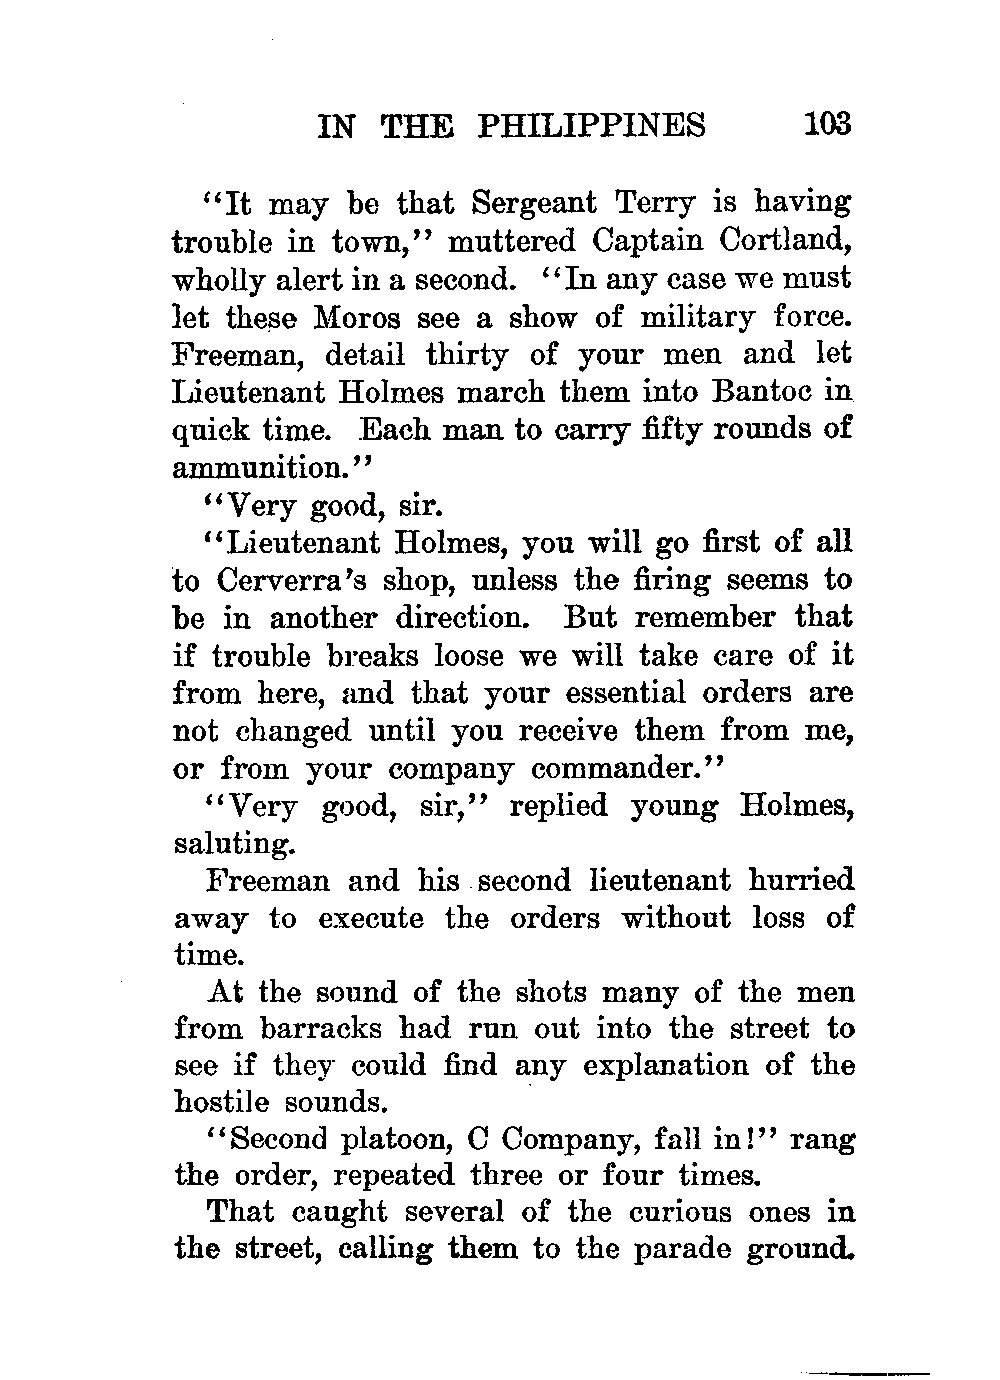 IN THE PHILIPPINES 103
“It may be that Sergeant Terry is having
trouble in town,” muttered Captain Cortland,
wholly alert in a second. “In any case we must
let these Moros see a show of military force.
Freeman, detail thirty of your men and let
Lieutenant Holmes march them into Bantoc in
quick time. Each man to carry fifty rounds of
ammunition.”
“Very good, sir.
“Lieutenant Holmes, you will go first of all
to Cerverra’s shop, unless the firing seems to
be in another direction. But remember that
if trouble breaks loose we will take care of it
from here, and that your essential orders are
not changed until you receive them from me,
or from your company commander.”
“Very good, sir,” replied young Holmes,
saluting.
Freeman and his second lieutenant hurried
away to execute the orders without loss of
time.
At the sound of the shots many of the men
from barracks had run out into the street to
see if they could find any explanation of the
hostile sounds.
“Second platoon, C Company, fall in!” rang
the order, repeated three or four times.
That caught several of the curious ones in
the street, calling them to the parade ground.